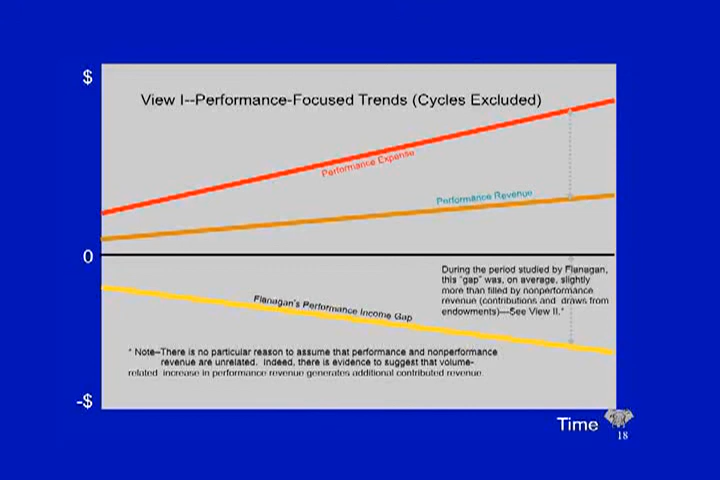 $
View I--Performance-Focused Trends (Cycles Excluded)
Performance Expense
Performance Revenue
0
During the period studied by Flanagan,
this "gap" was, on average, slightly
more than filled by nonperformance
revenue (contributions and draws from
endowments)—See View II.*
Flanagan's Performance Income Gap
* Note–There is no particular reason to assume that performance and nonperformance
revenue are unrelated. Indeed, there is evidence to suggest that volume-
related increase in performance revenue generates additional contributed revenue.
-$
Time
18